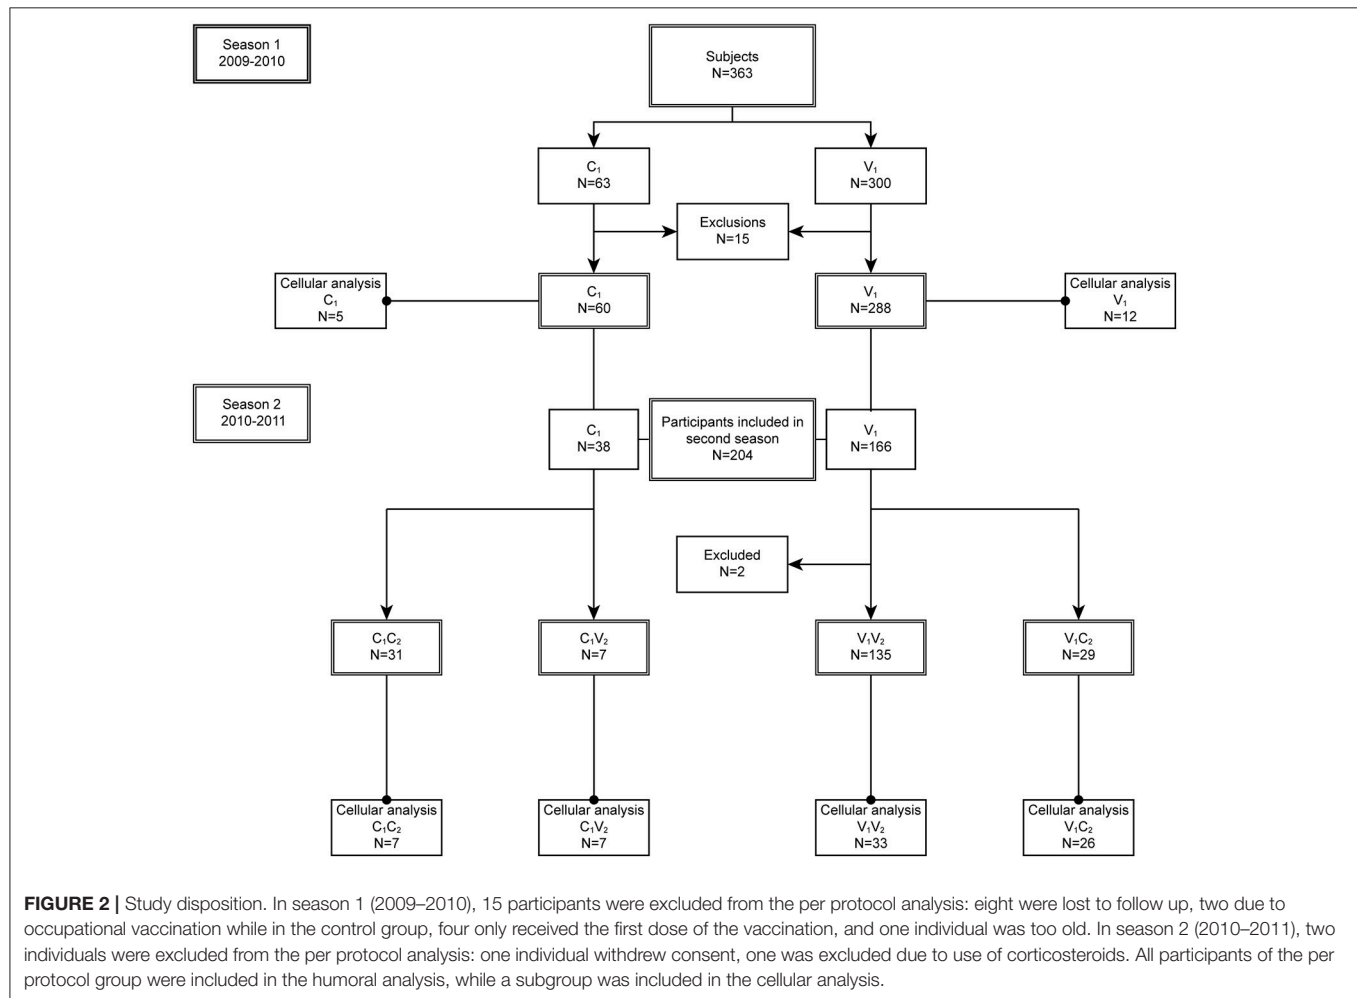 Season 1
2009-2010
Subjects
N=363
C₁
N=63
V₁
N=300
Exclusions
N=15
Cellular analysis
C₁
N=5
C₁
N=60
V₁
N=288
Cellular analysis
V₁
N=12
Season 2
2010-2011
C₁
N=38
Participants included in
second season
N=204
V₁
N=166
Excluded
N=2
C₁C₂
N=31
C₁V₂
N=7
V₁V₂
N=135
V₁C₂
N=29
Cellular analysis
C₁C₂
N=7
Cellular analysis
C₁V₂
N=7
Cellular analysis
V₁V₂
N=33
Cellular analysis
V₁C₂
N=26
FIGURE 2 | Study disposition. In season 1 (2009–2010), 15 participants were excluded from the per protocol analysis: eight were lost to follow up, two due to
occupational vaccination while in the control group, four only received the first dose of the vaccination, and one individual was too old. In season 2 (2010–2011), two
individuals were excluded from the per protocol analysis: one individual withdrew consent, one was excluded due to use of corticosteroids. All participants of the per
protocol group were included in the humoral analysis, while a subgroup was included in the cellular analysis.